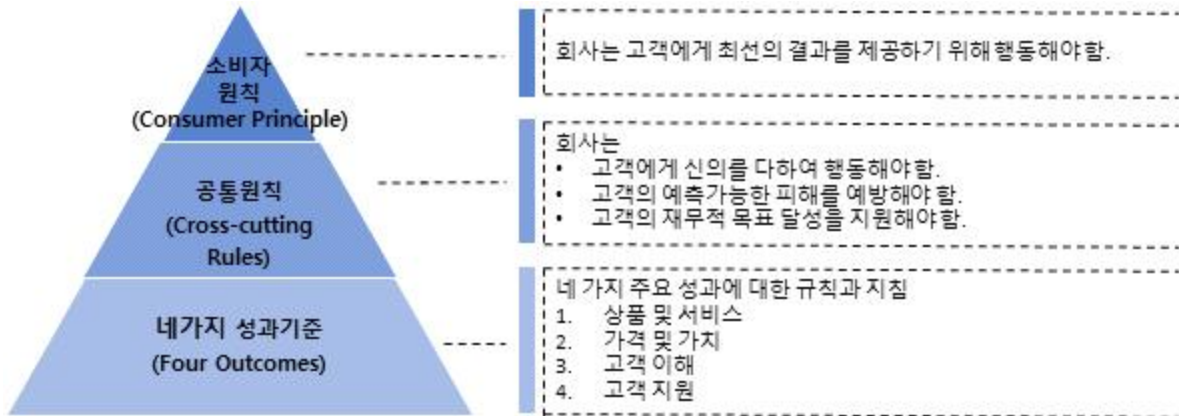 소비자
원칙
(Consumer Principle)
회사는 고객에게 최선의 결과를 제공하기 위해 행동해야함.
공통원칙
(Cross-cutting
Rules)
회사는
• 고객에게 신의를 다하여 행동해야함.
• 고객의 예측가능한 피해를 예방해야 함.
• 고객의 재무적 목표 달성을 지원해야함.
네가지 성과기준
(Four Outcomes)
네 가지 주요 성과에 대한 규칙과 지침
1. 상품 및 서비스
2. 가격 및 가치
3. 고객 이해
4. 고객 지원